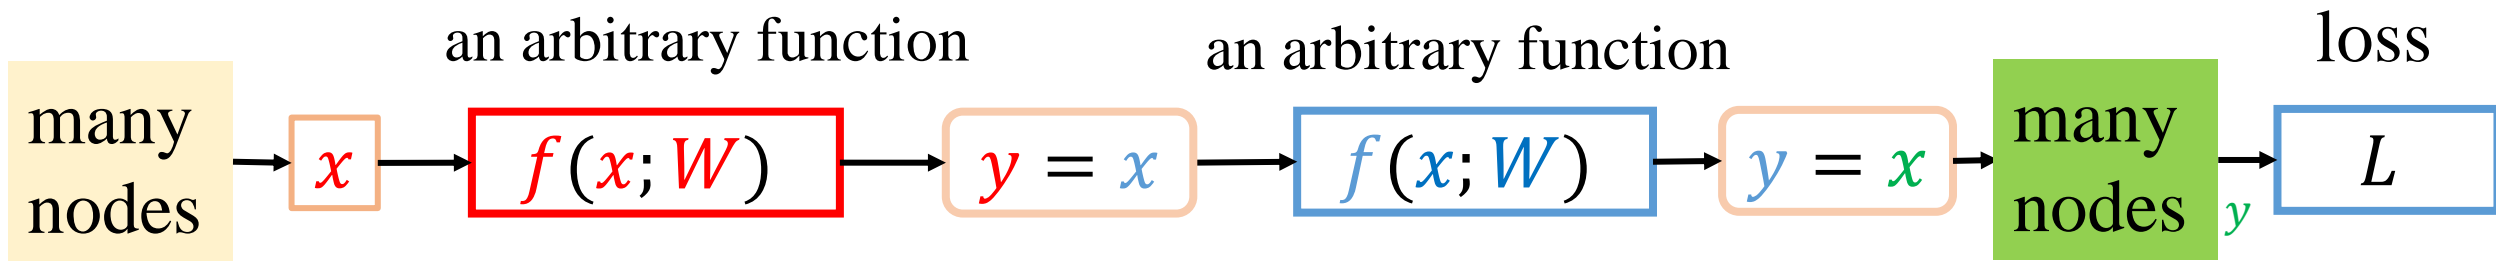 an arbitrary function
an arbitrary function
loss
many
nodes
x
f(x; W)
y = x
f(x; W)
y = x
many
nodes
y
L